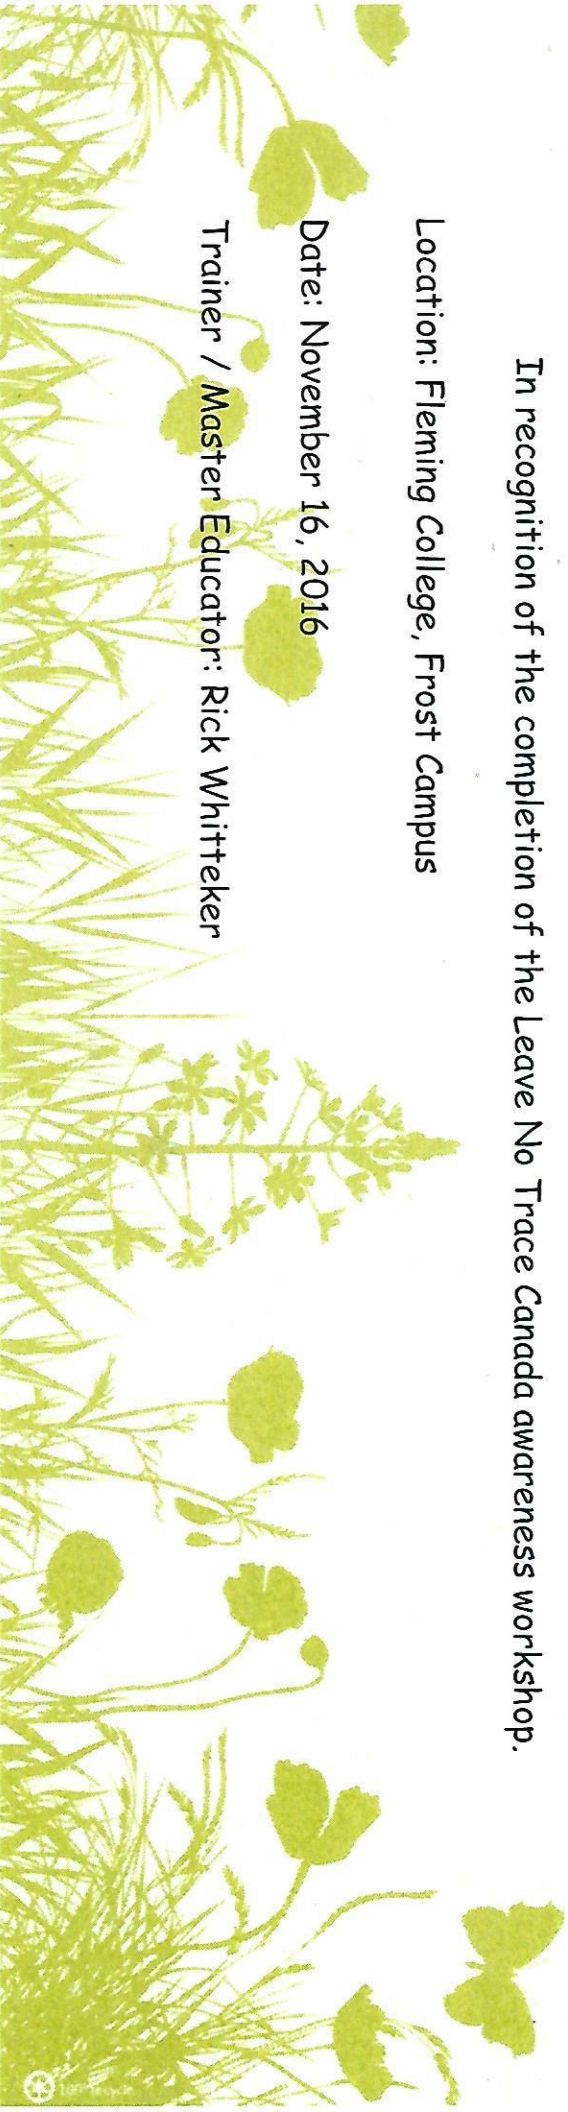 In recognition of the completion of the Leave No Trace Canada awareness workshop.
Location: Fleming College, Frost Campus
Date: November 16, 2016
Trainer / Master Educator: Rick Whitteker